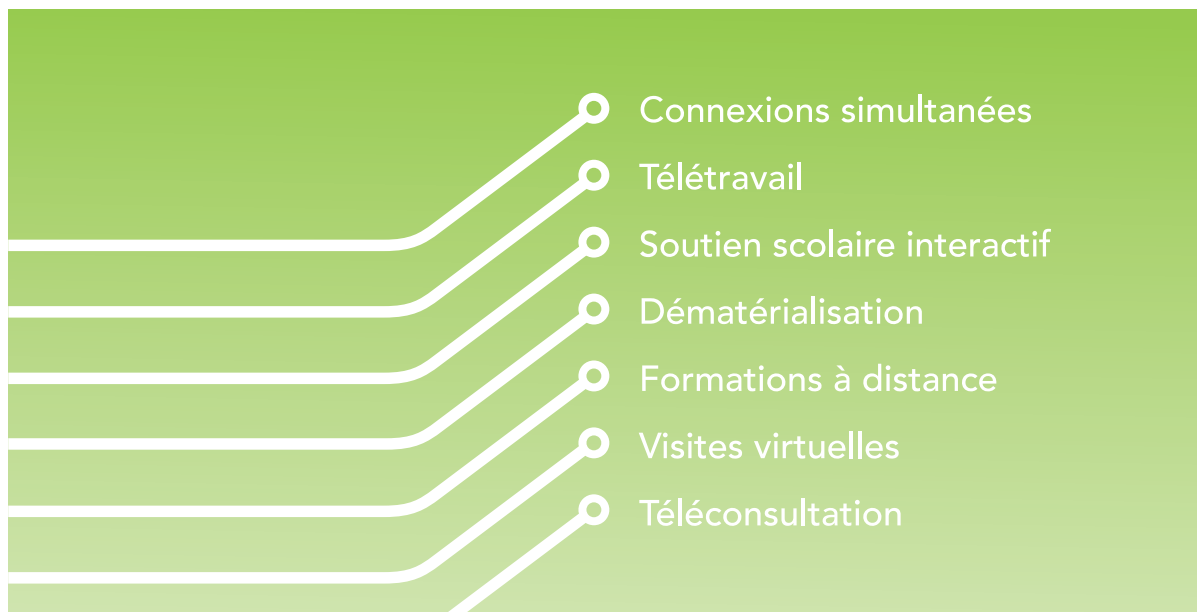 Connexions simultanées
Télétravail
Soutien scolaire interactif
Dématérialisation
Formations à distance
Visites virtuelles
Téléconsultation